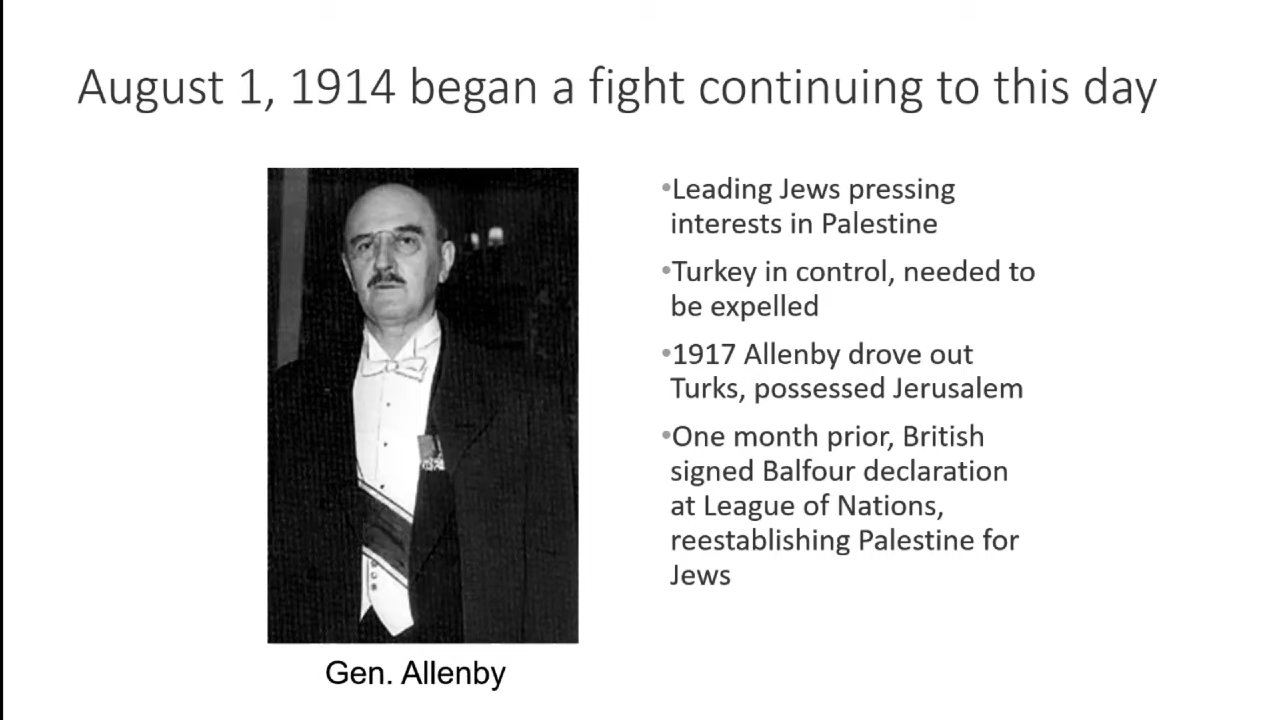 August 1, 1914 began a fight continuing to this day
•Leading Jews pressing
interests in Palestine
•Turkey in control, needed to
be expelled
•1917 Allenby drove out
Turks, possessed Jerusalem
•One month prior, British
signed Balfour declaration
at League of Nations,
reestablishing Palestine for
Jews
Gen. Allenby